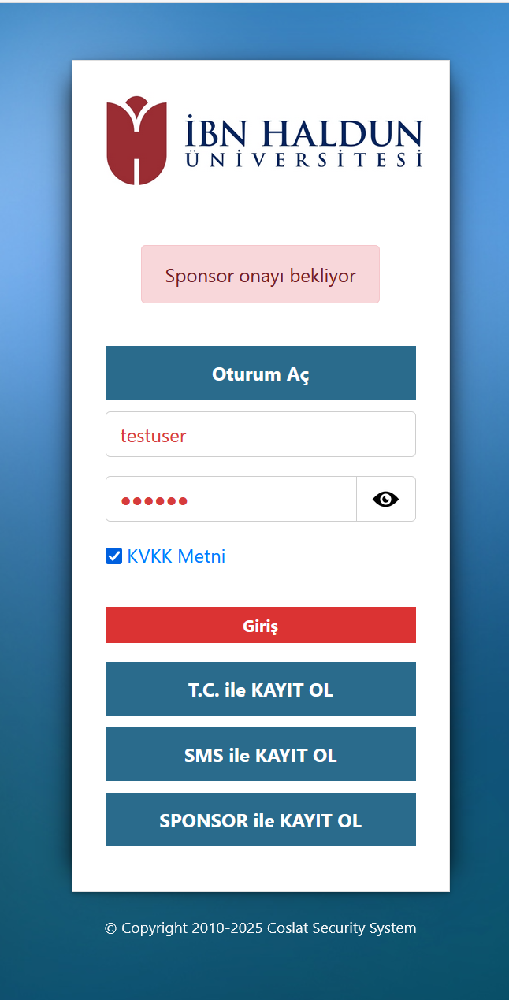 İBN HALDUN
ÜNİVERSİTESİ
Sponsor onayı bekliyor
Oturum Aç
testuser
●●●●●●
KVKK Metni
Giriş
T.C. ile KAYIT OL
SMS ile KAYIT OL
SPONSOR ile KAYIT OL
© Copyright 2010-2025 Coslat Security System